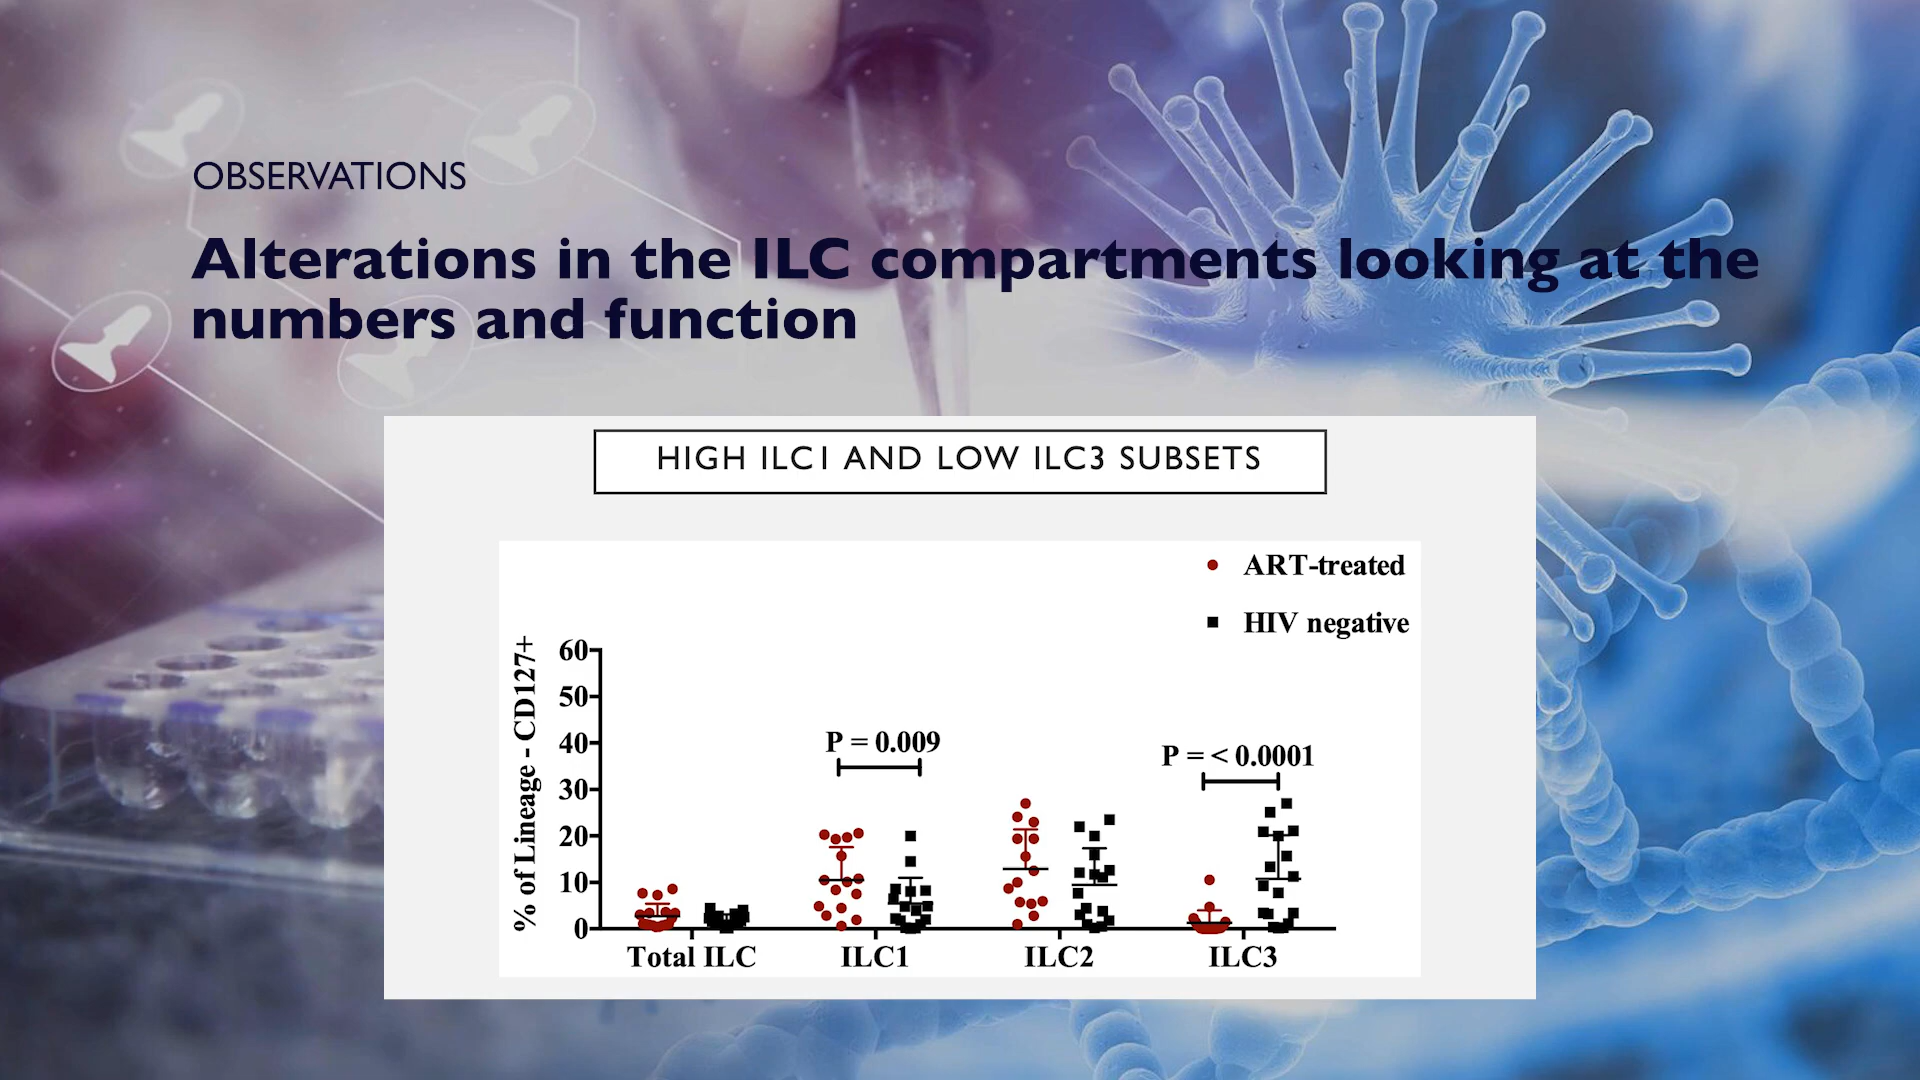 OBSERVATIONS
Alterations in the ILC compartments looking at the
numbers and function
HIGH ILC1 AND LOW ILC3 SUBSETS
ART-treated
HIV negative
% of Lineage - CD127+
60
50
40
30
20
10
0
P = 0.009
P = < 0.0001
Total ILC
ILC1
ILC2
ILC3